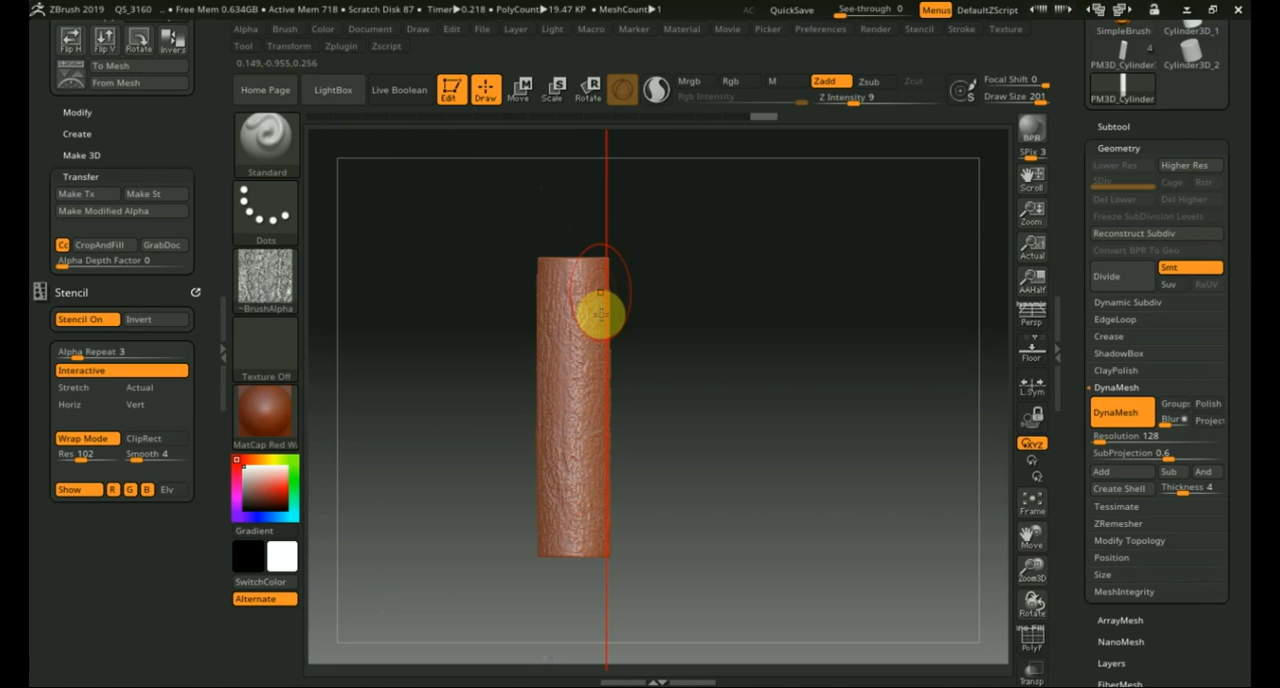 ZBrush 2019 QS_3160 .. • Free Mem 0.634GB • Active Mem 718 • Scratch Disk 87 • Timer▶0.218 • PolyCount▶19.47 KP • MeshCount▶1 AC QuickSave See-through 0 Menus DefaultZScript
Alpha Brush Color Document Draw Edit File Layer Light Macro Marker Material Movie Picker Preferences Render Stencil Stroke Texture
Tool Transform Zplugin Zscript
0.149,-0.955,0.256
Flip H Flip V Rotate Invers
To Mesh
From Mesh
Modify
Create
Make 3D
Transfer
Make Tx Make St
Make Modified Alpha
Cc CropAndFill GrabDoc
Alpha Depth Factor 0
Stencil
Stencil On Invert
Alpha Repeat 3
Interactive
Stretch Actual
Horiz Vert
Wrap Mode ClipRect
Res 102 Smooth 4
Show R G B Elv
Home Page LightBox Live Boolean Edit Draw Move Scale Rotate
Mrgb Rgb M Zadd Zsub Zcut
Rgb Intensity Z Intensity 9
S Focal Shift 0
Draw Size 201
Standard
Dots
~BrushAlpha
Texture Off
MatCap Red Wa
Gradient
SwitchColor
Alternate
BPR
SPix 3
Scroll
Zoom
Actual
AAHalf
Dynamic
Persp
Floor
L.Sym
XYZ
Frame
Move
Zoom3D
Rotate
Line Fill
PolyF
Transp
SimpleBrush Cylinder3D_1
4
PM3D_Cylinder Cylinder3D_2
PM3D_Cylinder
Subtool
Geometry
Lower Res Higher Res
SDiv Cage Rstr
Del Lower Del Higher
Freeze SubDivision Levels
Reconstruct Subdiv
Convert BPR To Geo
Divide Smt
Suv ReUV
Dynamic Subdiv
EdgeLoop
Crease
ShadowBox
ClayPolish
DynaMesh
DynaMesh Groups Polish
Blur Project
Resolution 128
SubProjection 0.6
Add Sub And
Create Shell Thickness 4
Tessimate
ZRemesher
Modify Topology
Position
Size
MeshIntegrity
ArrayMesh
NanoMesh
Layers
FiberMesh